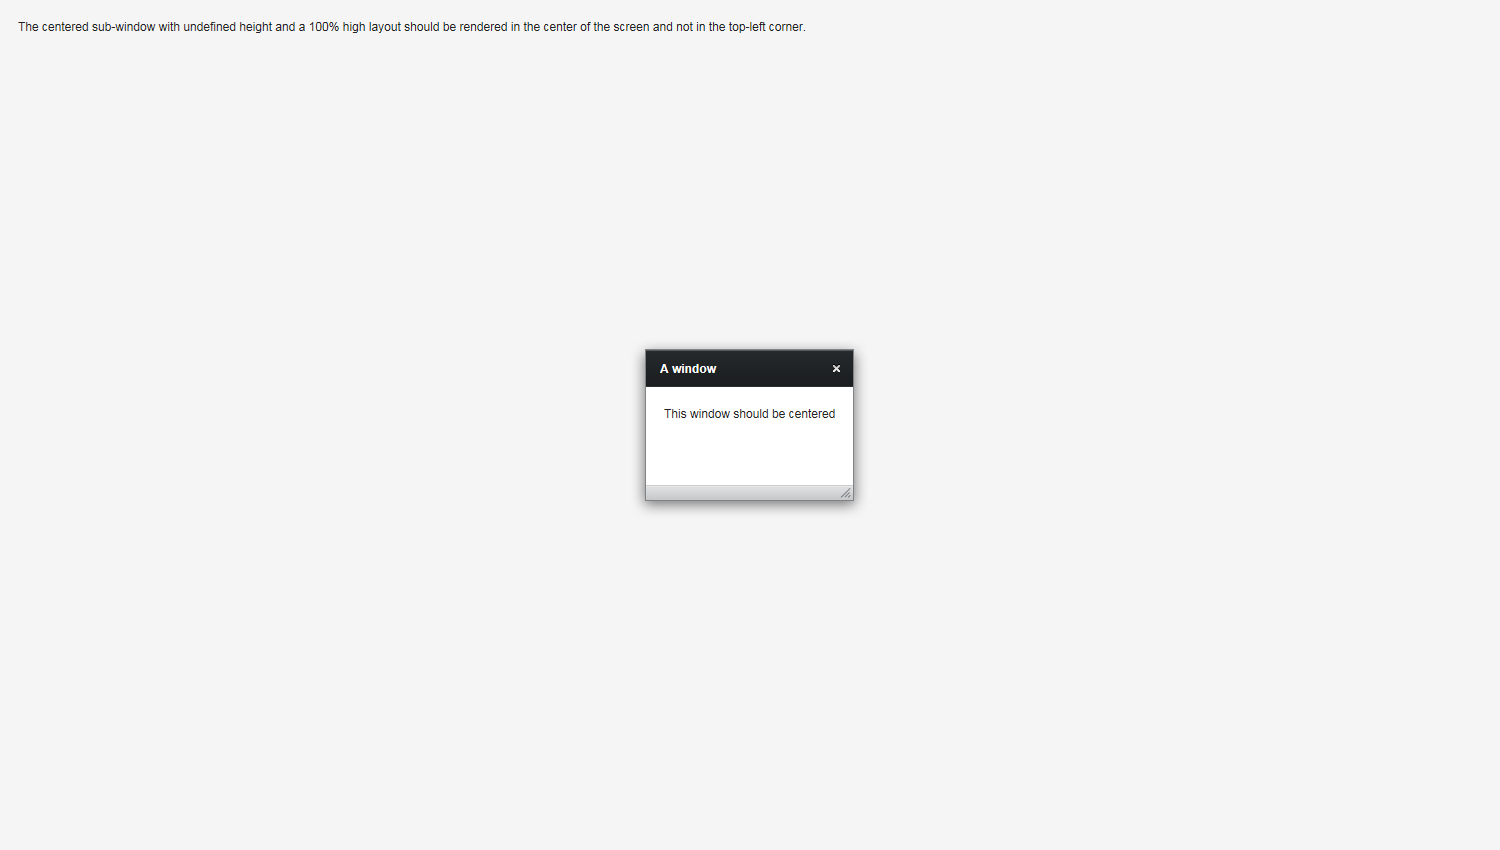 The centered sub-window with undefined height and a 100% high layout should be rendered in the center of the screen and not in the top-left corner.
A window
This window should be centered